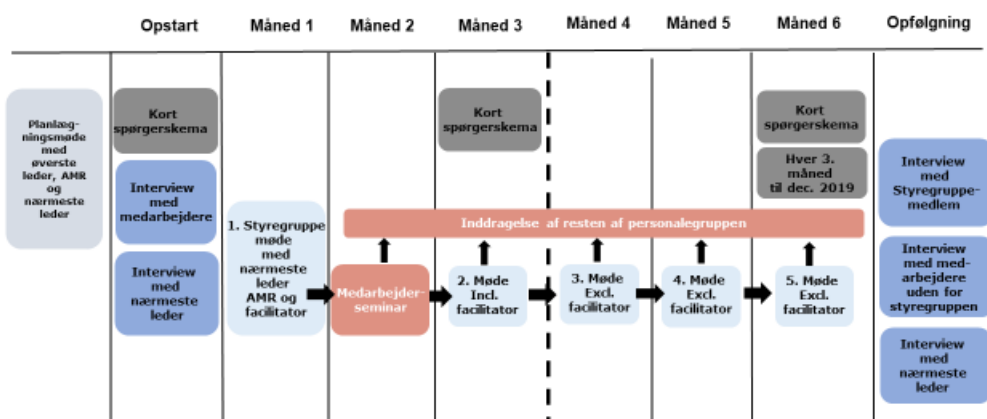 Opstart
Måned 1
Måned 2
Måned 3
Måned 4
Måned 5
Måned 6
Opfølgning
Planlæg-
ningsmøde
med
øverste
leder, AMR
og
nærmeste
leder
Kort
spørgerskema
Interview
med
medarbejdere
Interview
med
nærmeste
leder
1. Styregruppe
møde
med
nærmeste
leder
AMR og
facilitator
Medarbejder-
seminar
Kort
spørgerskema
Inddragelse af resten af personalegruppen
2. Møde
Incl.
facilitator
3. Møde
Excl.
facilitator
4. Møde
Excl.
facilitator
Kort
spørgerskema
Hver 3.
måned
til dec. 2019
5. Møde
Excl.
facilitator
Interview
med
Styregruppe-
medlem
Interview
med med-
arbejdere
uden for
styregruppen
Interview
med
nærmeste
leder